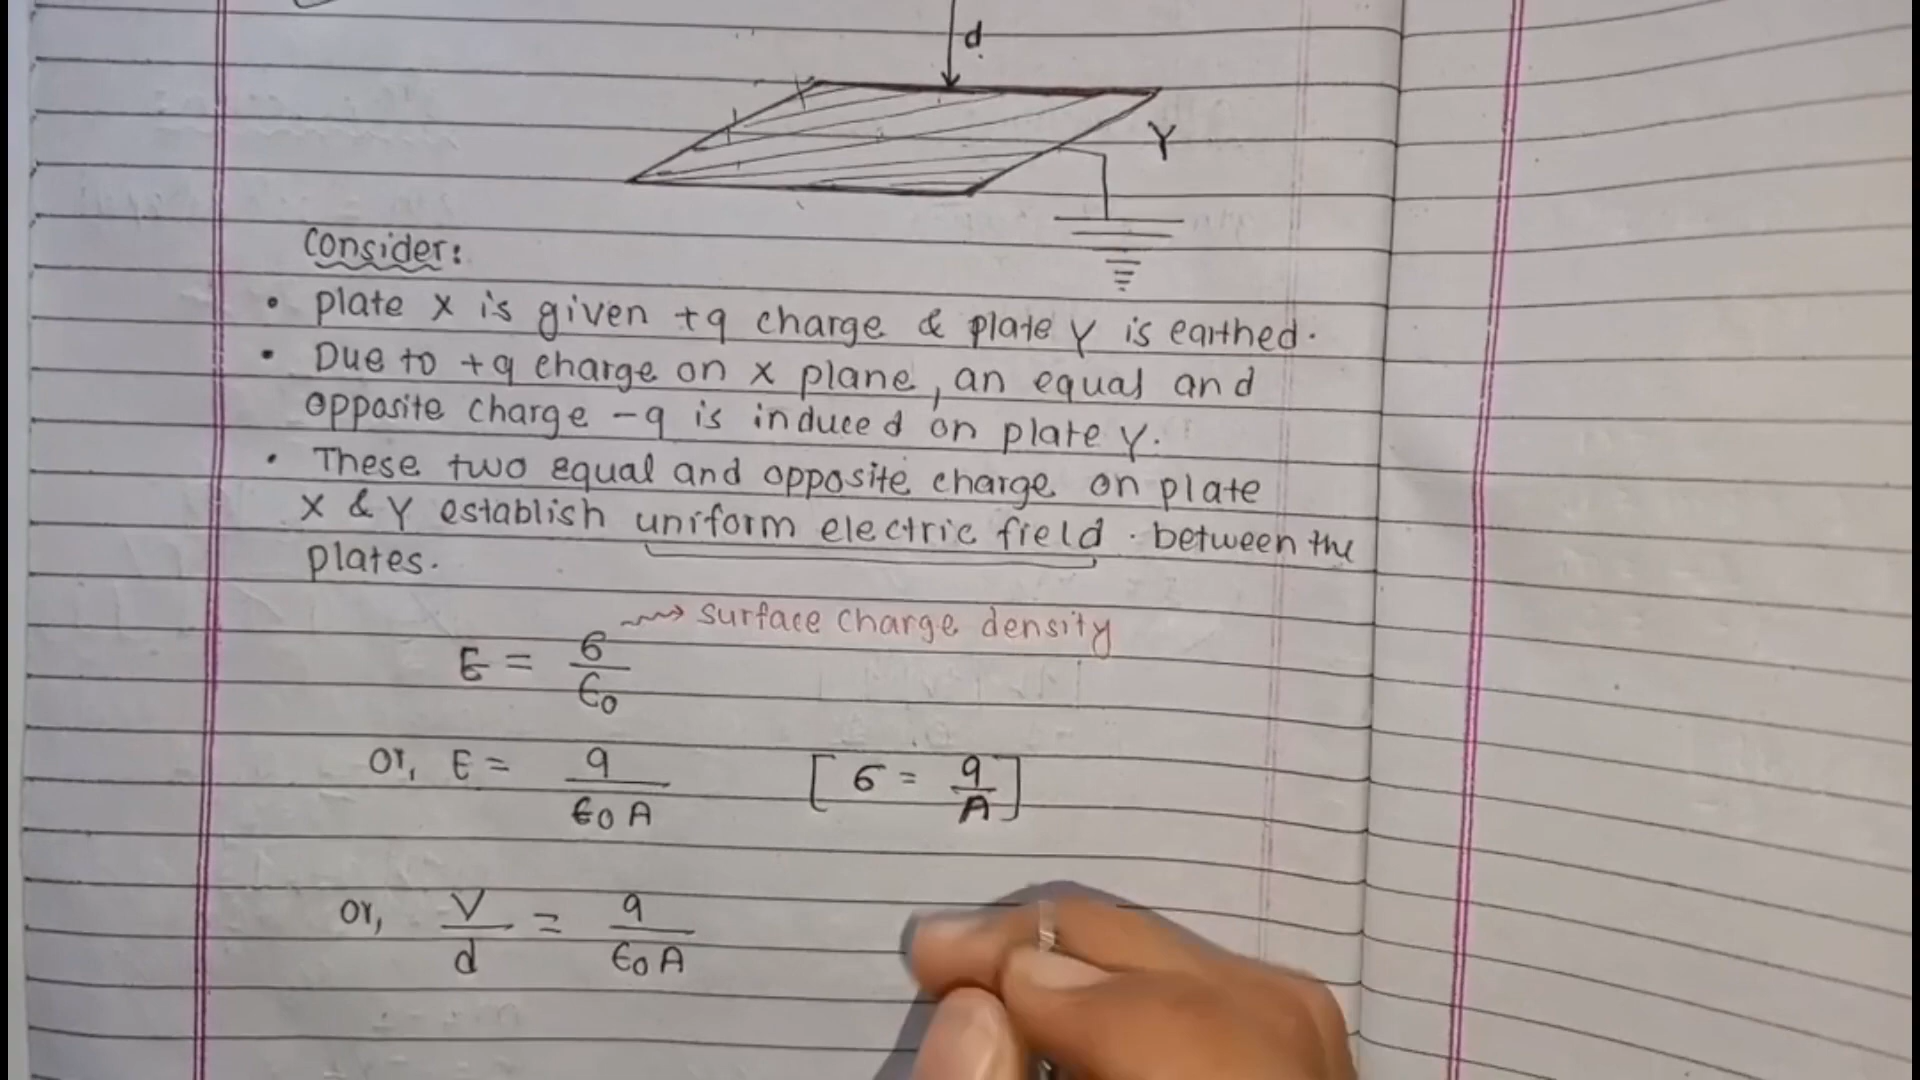 d
Y
Consider:
• plate x is given +q charge & plate Y is earthed.
• Due to +q charge on x plane, an equal and
opposite charge -q is induced on plate Y.
• These two equal and opposite charge on plate
X & Y establish uniform electric field. between the
plates.
E = σ/ϵ0 ⇝ surface charge density
or, E = q/ϵ0 A [σ = q/A]
or, V/d = q/ϵ0 A